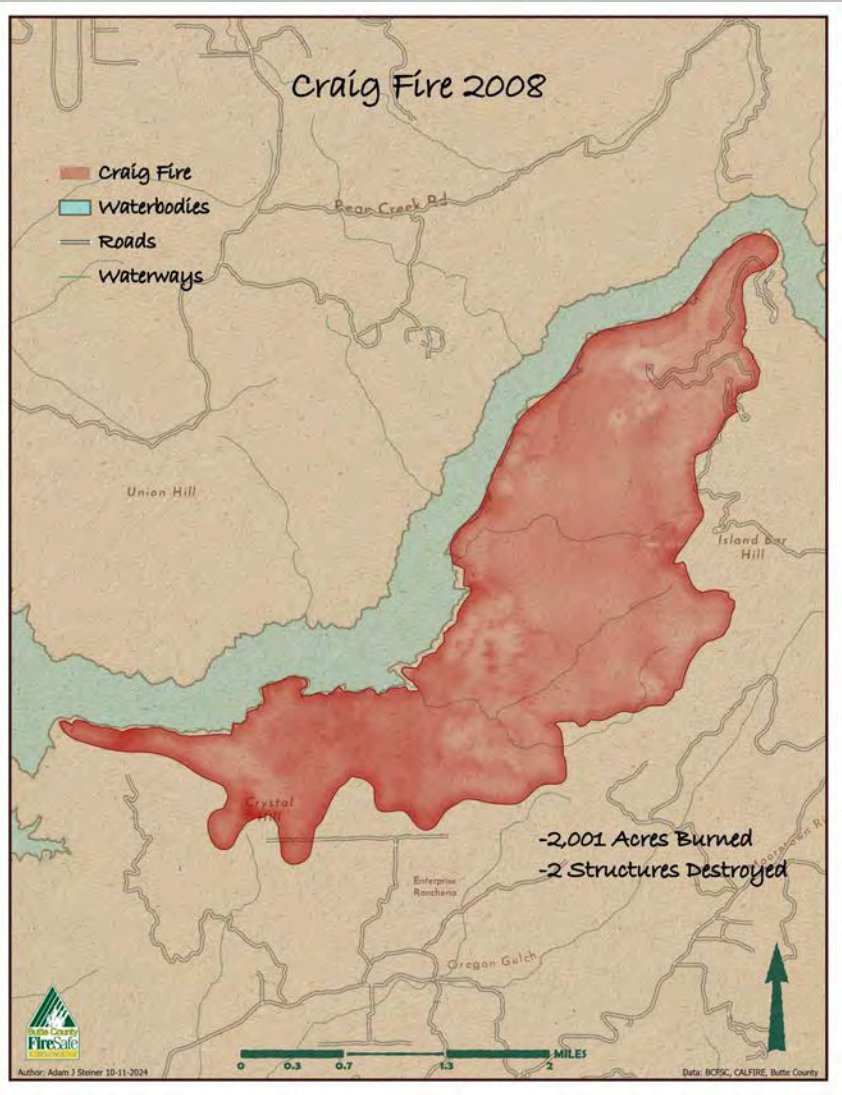 Craig Fire 2008
Craig Fire
Waterbodies
Roads
Waterways
Bear Creek Rd
Union Hill
Island Bar
Hill
Crystal
Hill
-2,001 Acres Burned
-2 Structures Destroyed
Enterprise
Rancheria
Oregon Gulch
Butte County
FireSafe
MILES
0 0.3 0.7 1.3 2
Author: Adam J Steiner 10-11-2024
Data: BCFSC, CALFIRE, Butte County